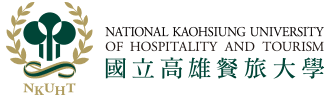 NKUHT
NATIONAL KAOHSIUNG UNIVERSITY
OF HOSPITALITY AND TOURISM
國立高雄餐旅大學